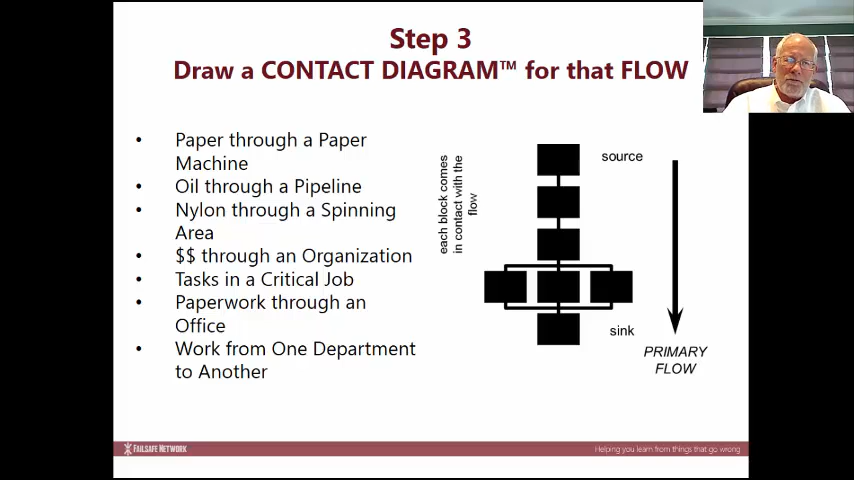 Step 3
Draw a CONTACT DIAGRAM™ for that FLOW
• Paper through a Paper
Machine
• Oil through a Pipeline
• Nylon through a Spinning
Area
• $$ through an Organization
• Tasks in a Critical Job
• Paperwork through an
Office
• Work from One Department
to Another
each block comes
in contact with the
flow
source
sink
PRIMARY
FLOW
FAILSAFE NETWORK
Helping you learn from things that go wrong